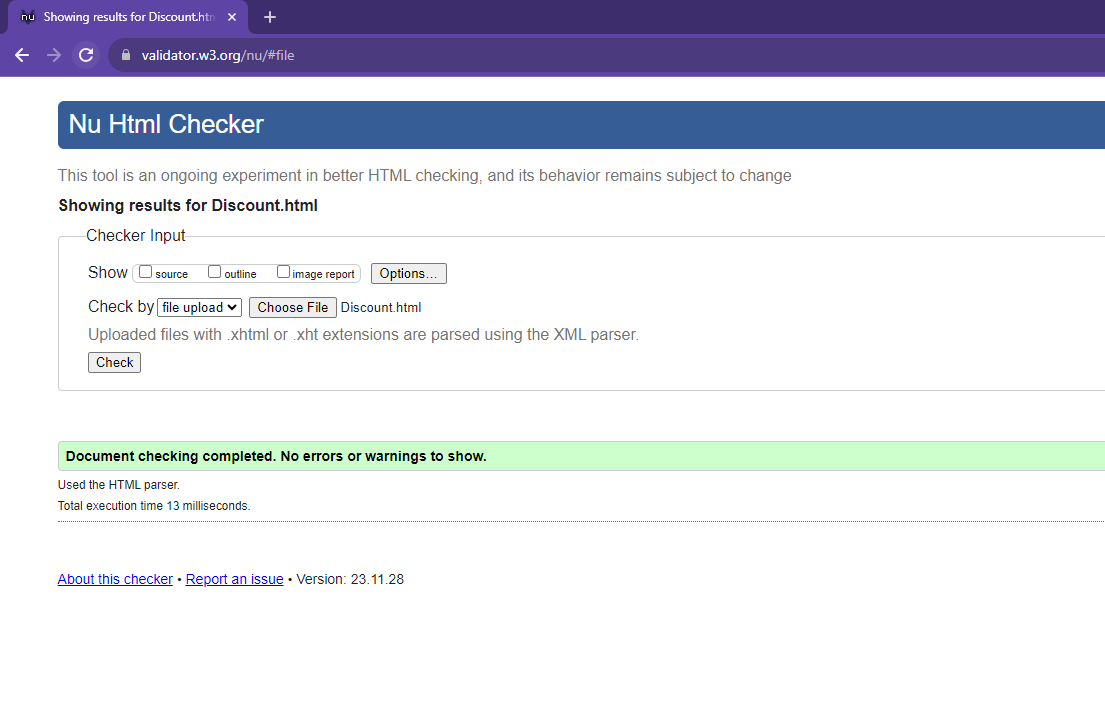 nu Showing results for Discount.htm
validator.w3.org/nu/#file
Nu Html Checker
This tool is an ongoing experiment in better HTML checking, and its behavior remains subject to change
Showing results for Discount.html
Checker Input
Show source outline image report Options...
Check by file upload Choose File Discount.html
Uploaded files with .xhtml or .xht extensions are parsed using the XML parser.
Check
Document checking completed. No errors or warnings to show.
Used the HTML parser.
Total execution time 13 milliseconds.
About this checker • Report an issue • Version: 23.11.28